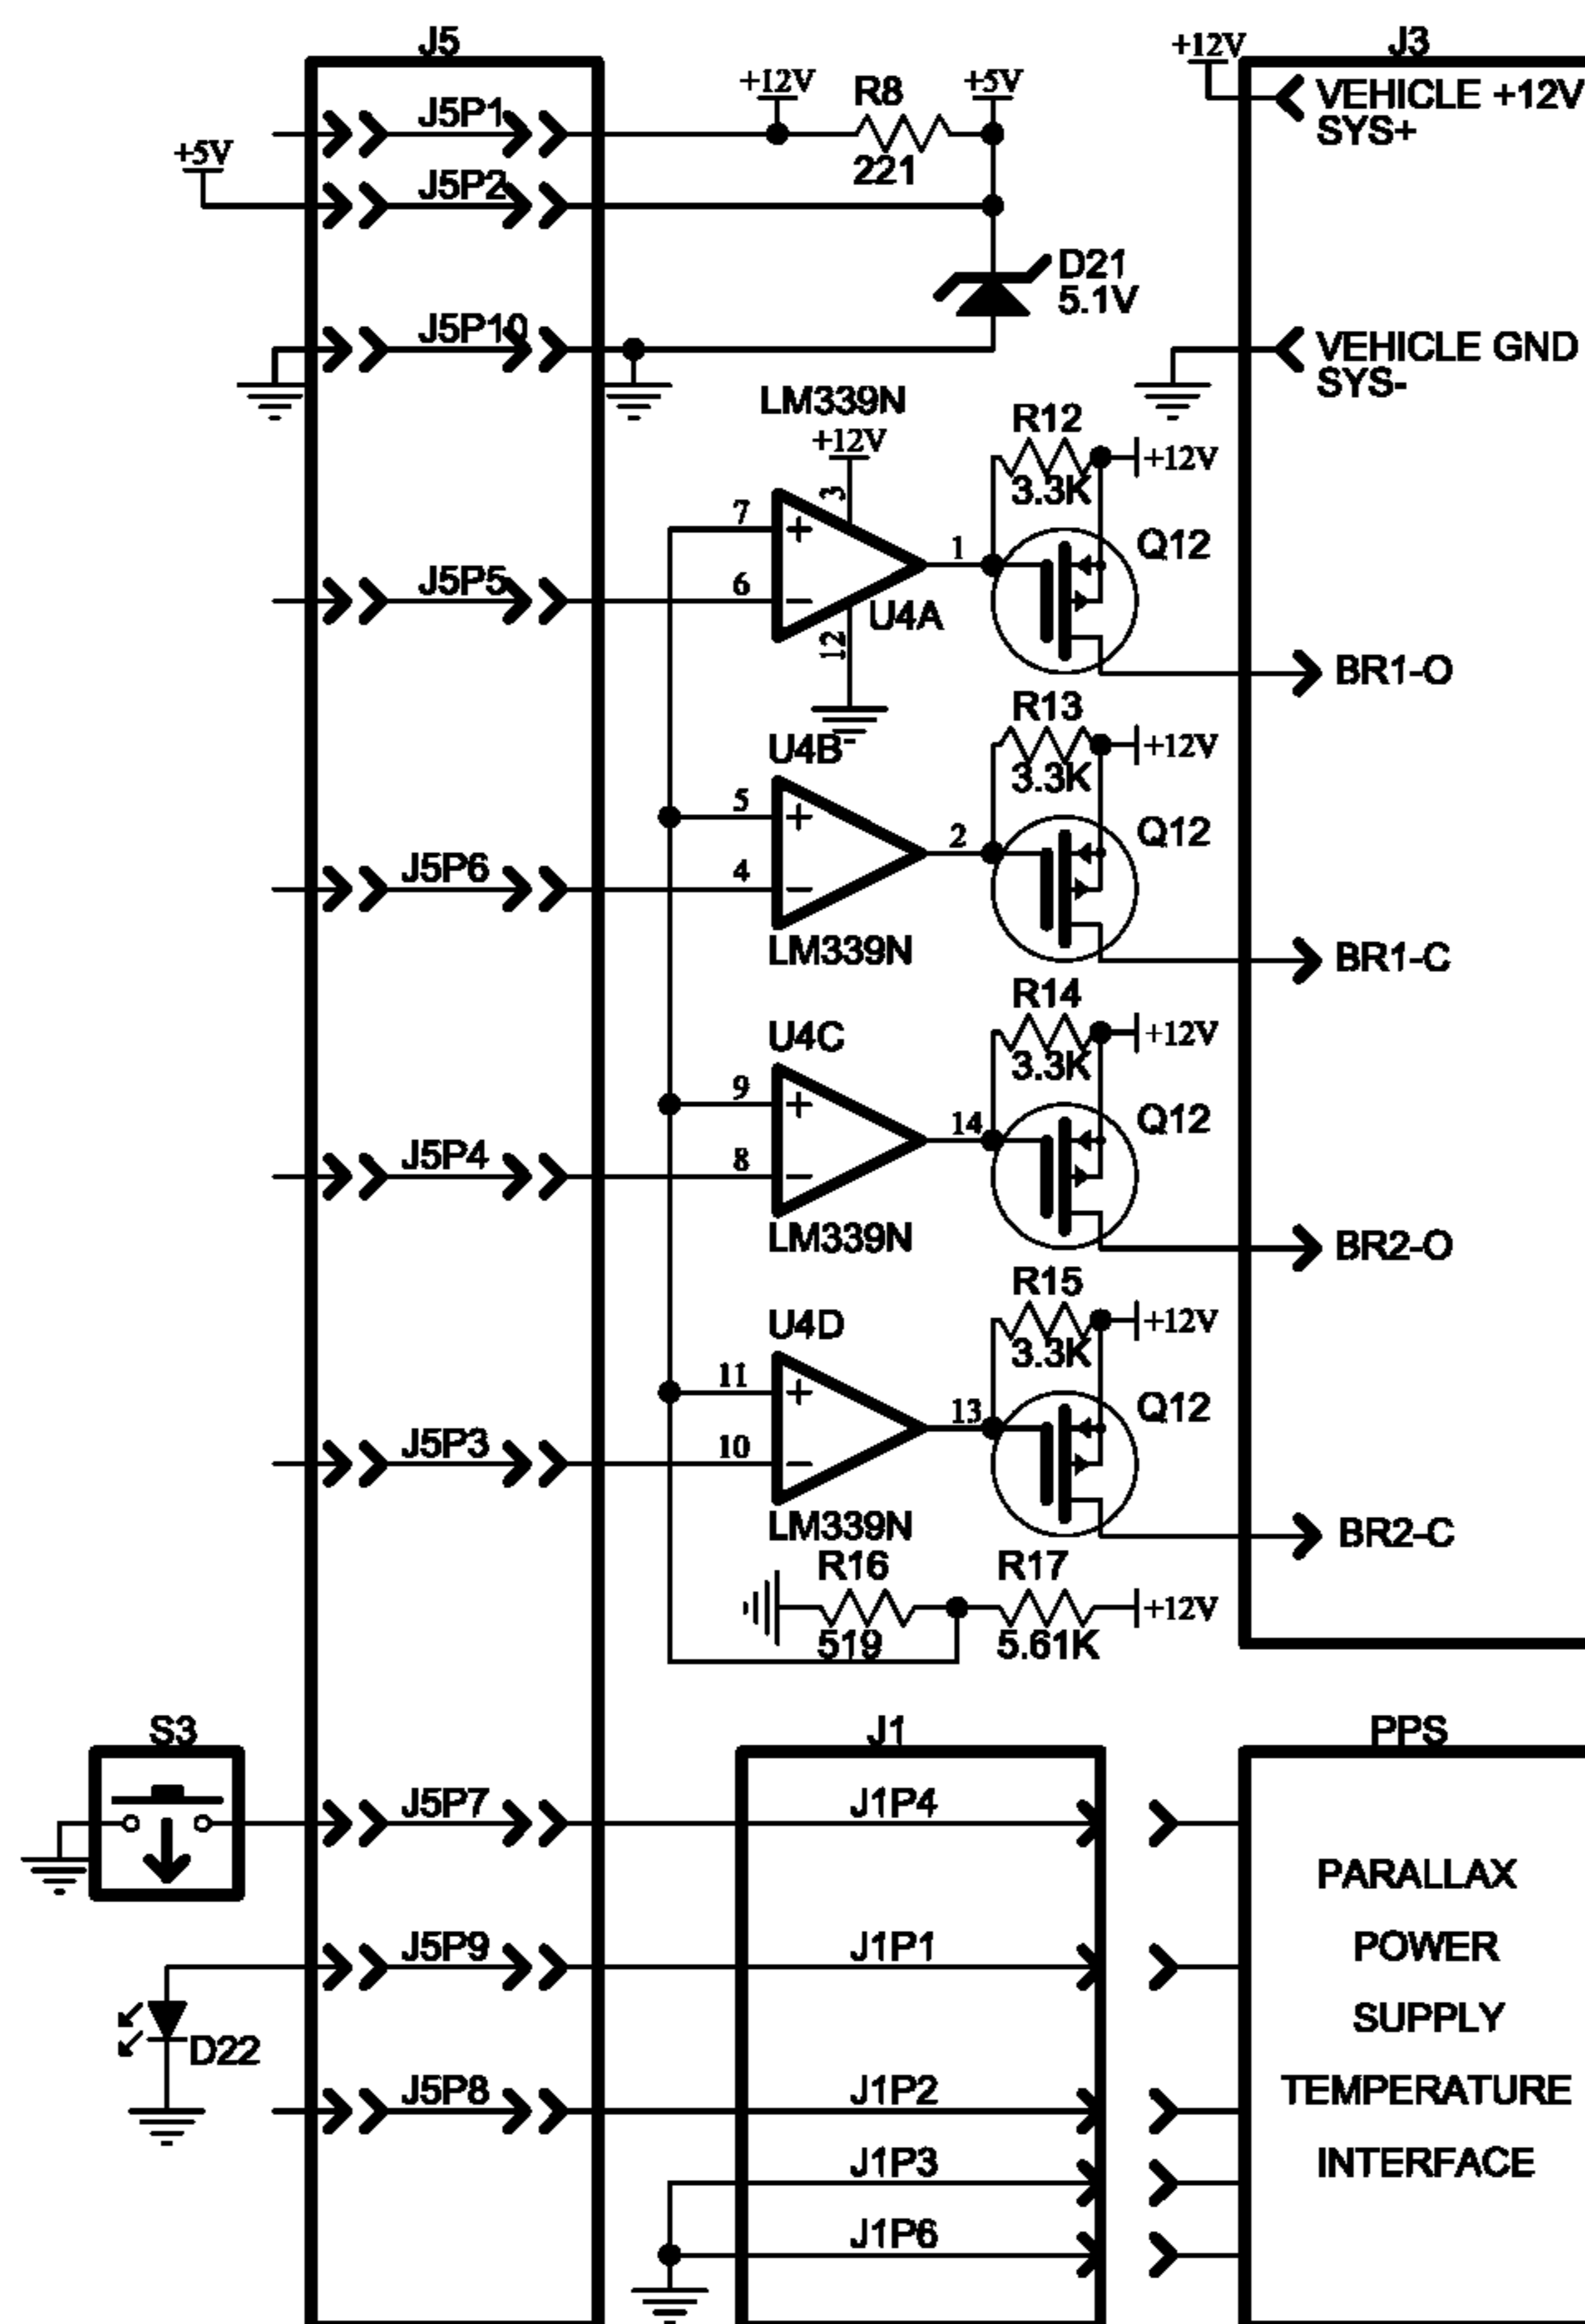 J5
J3
+12V
VEHICLE +12V
SYS+
J5P1
+12V
R8
221
+5V
+5V
J5P2
D21
5.1V
J5P10
VEHICLE GND
SYS-
LM339N
+12V
R12
3.3K
+12V
7
3
Q12
1
J5P5
6
U4A
12
BR1-O
R13
+12V
3.3K
U4B
5
Q12
2
J5P6
4
BR1-C
LM339N
R14
+12V
3.3K
U4C
9
Q12
14
J5P4
8
BR2-O
LM339N
R15
+12V
3.3K
U4D
11
Q12
13
J5P3
10
BR2-C
LM339N
R16
519
R17
5.61K
+12V
S3
J1
PPS
J5P7
J1P4
PARALLAX
POWER
SUPPLY
TEMPERATURE
INTERFACE
J5P9
J1P1
D22
J5P8
J1P2
J1P3
J1P6